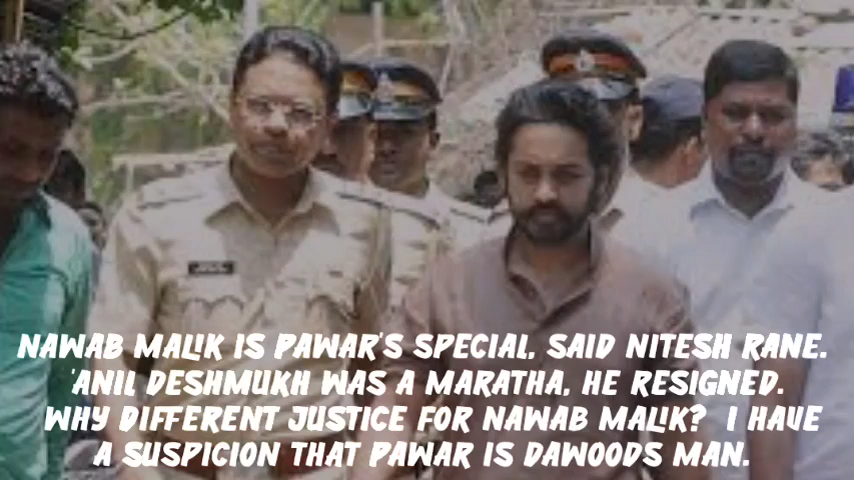 NAWAB MALIK IS PAWAR'S SPECIAL, SAID NITESH RANE.
'ANIL DESHMUKH WAS A MARATHA, HE RESIGNED.
WHY DIFFERENT JUSTICE FOR NAWAB MALIK? I HAVE
A SUSPICION THAT PAWAR IS DAWOODS MAN.